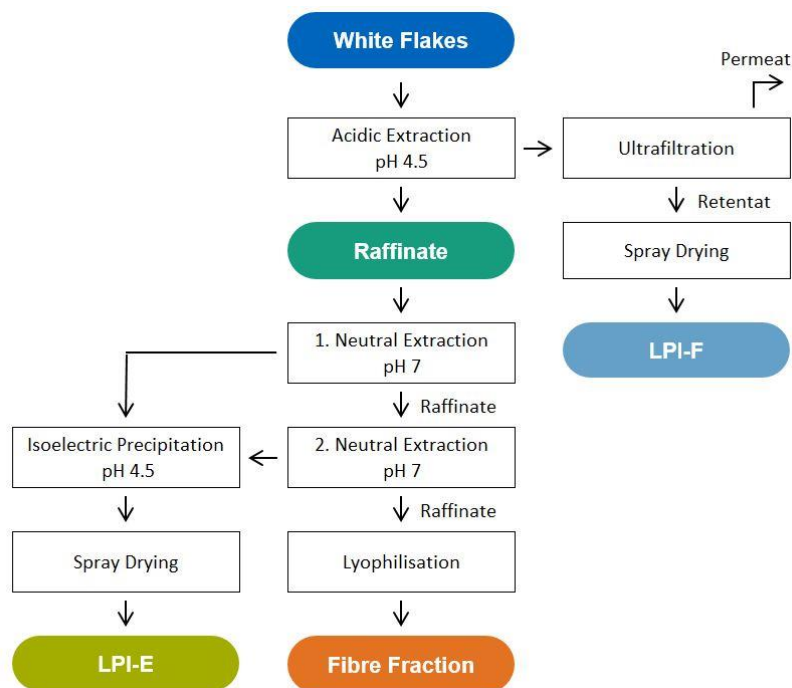 White Flakes
Permeat
Acidic Extraction
pH 4.5
Ultrafiltration
Retentat
Raffinate
Spray Drying
1. Neutral Extraction
pH 7
LPI-F
Raffinate
Isoelectric Precipitation
pH 4.5
2. Neutral Extraction
pH 7
Raffinate
Spray Drying
Lyophilisation
LPI-E
Fibre Fraction